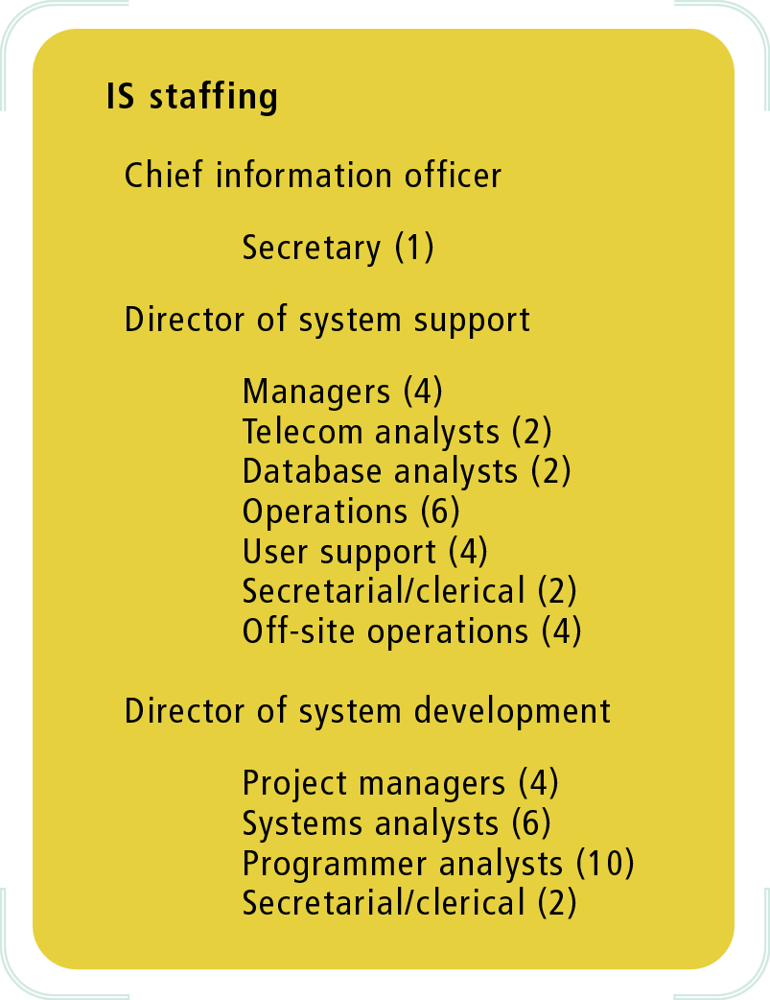 IS staffing
Chief information officer
Secretary (1)
Director of system support
Managers (4)
Telecom analysts (2)
Database analysts (2)
Operations (6)
User support (4)
Secretarial/clerical (2)
Off-site operations (4)
Director of system development
Project managers (4)
Systems analysts (6)
Programmer analysts (10)
Secretarial/clerical (2)